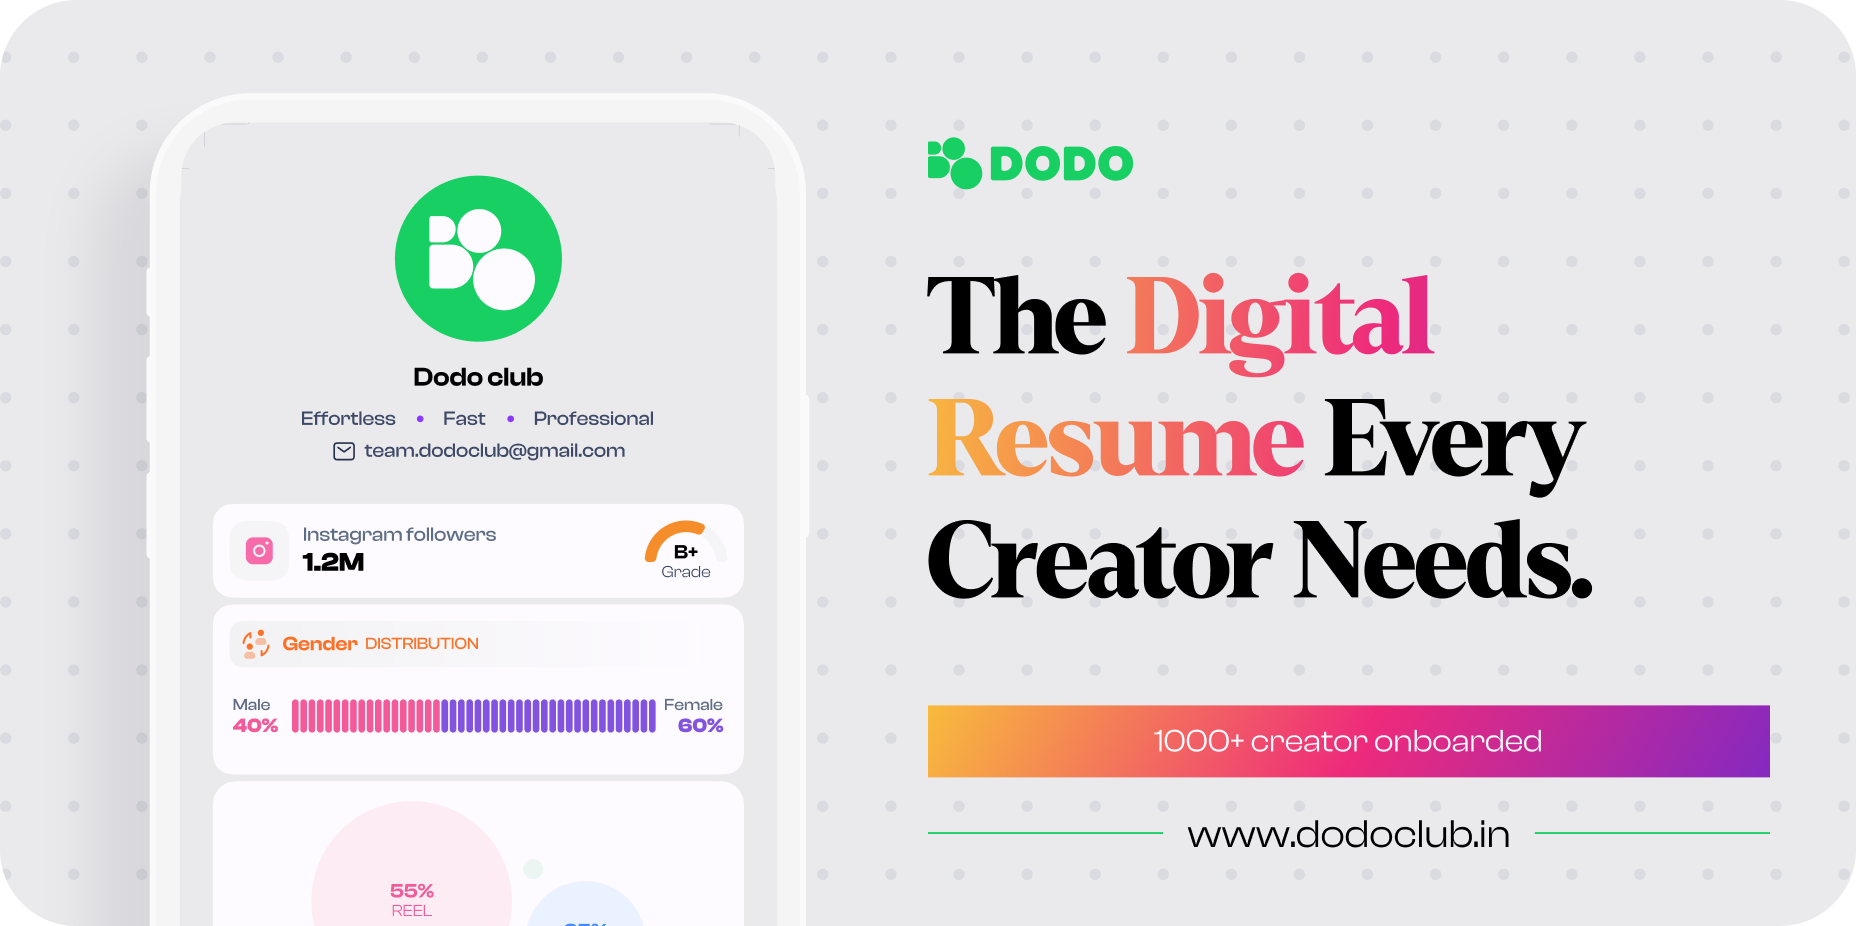 Dodo club
Effortless • Fast • Professional
team.dodoclub@gmail.com
Instagram followers
1.2M
B+
Grade
Gender DISTRIBUTION
Male
40%
Female
60%
55%
REEL
DODO
The Digital
Resume Every
Creator Needs.
1000+ creator onboarded
www.dodoclub.in